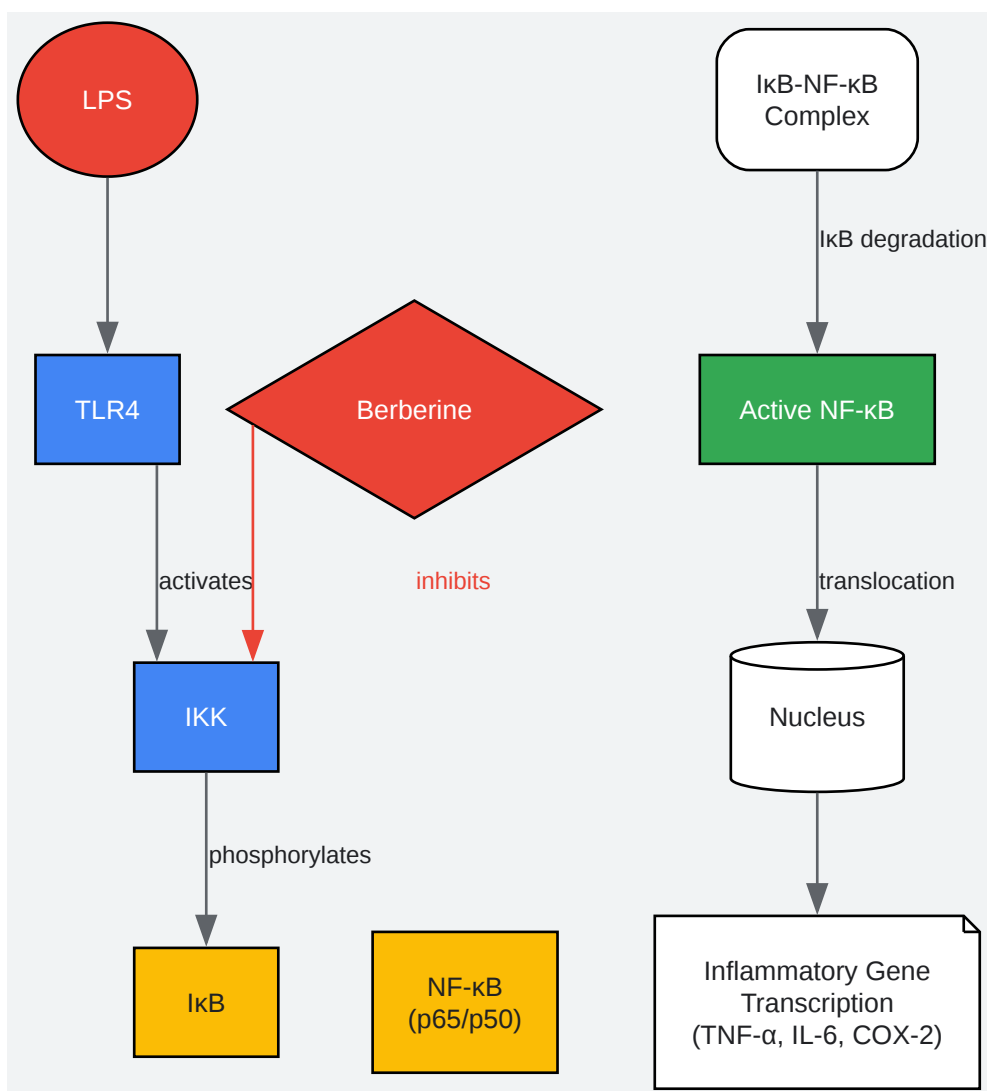 LPS
IκB-NF-κB
Complex
IκB degradation
TLR4
Berberine
Active NF-κB
activates
inhibits
translocation
IKK
Nucleus
phosphorylates
IκB
NF-κB
(p65/p50)
Inflammatory Gene
Transcription
(TNF-α, IL-6, COX-2)